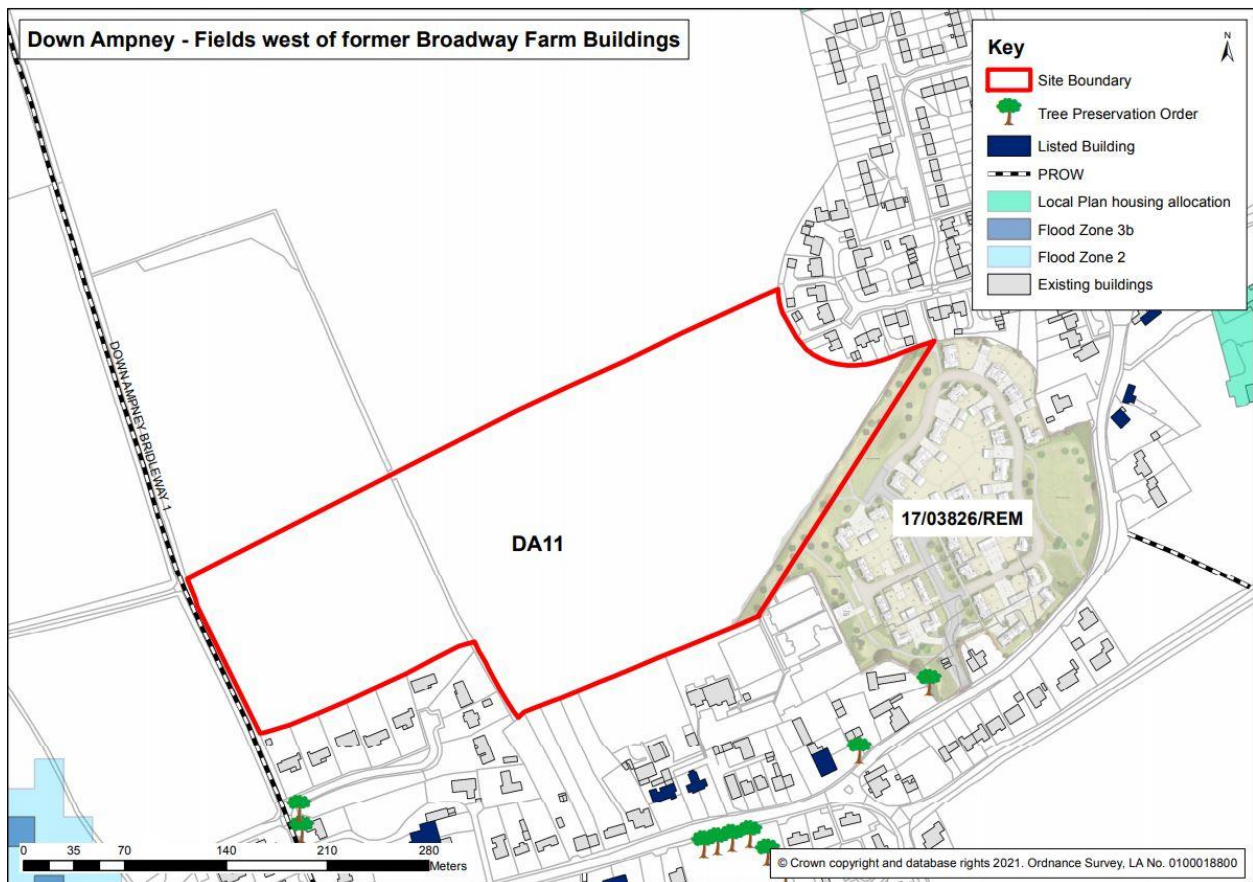 Down Ampney - Fields west of former Broadway Farm Buildings
Key
N
Site Boundary
Tree Preservation Order
Listed Building
PROW
Local Plan housing allocation
Flood Zone 3b
Flood Zone 2
Existing buildings
DOWN AMPNEY BRIDLEWAY 1
DA11
17/03826/REM
0 35 70 140 210 280
Meters
© Crown copyright and database rights 2021. Ordnance Survey, LA No. 0100018800